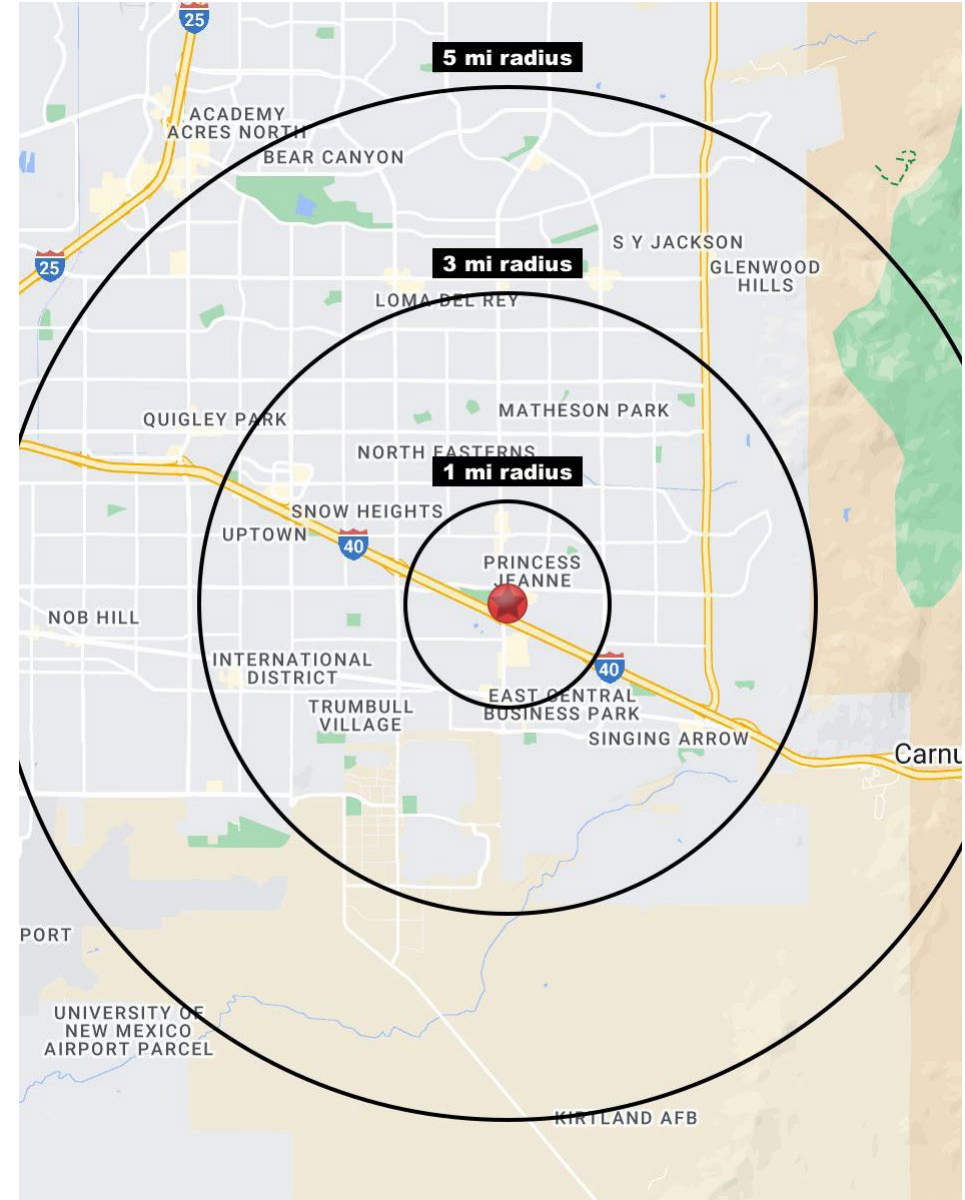 25
5 mi radius
ACADEMY
ACRES NORTH
BEAR CANYON
S Y JACKSON
25
3 mi radius
GLENWOOD
HILLS
LOMA DEL REY
MATHESON PARK
QUIGLEY PARK
NORTH EASTERNS
1 mi radius
SNOW HEIGHTS
UPTOWN
40
PRINCESS
JEANNE
NOB HILL
INTERNATIONAL
DISTRICT
40
TRUMBULL
VILLAGE
EAST CENTRAL
BUSINESS PARK
SINGING ARROW
Carnu
PORT
UNIVERSITY OF
NEW MEXICO
AIRPORT PARCEL
KIRTLAND AFB